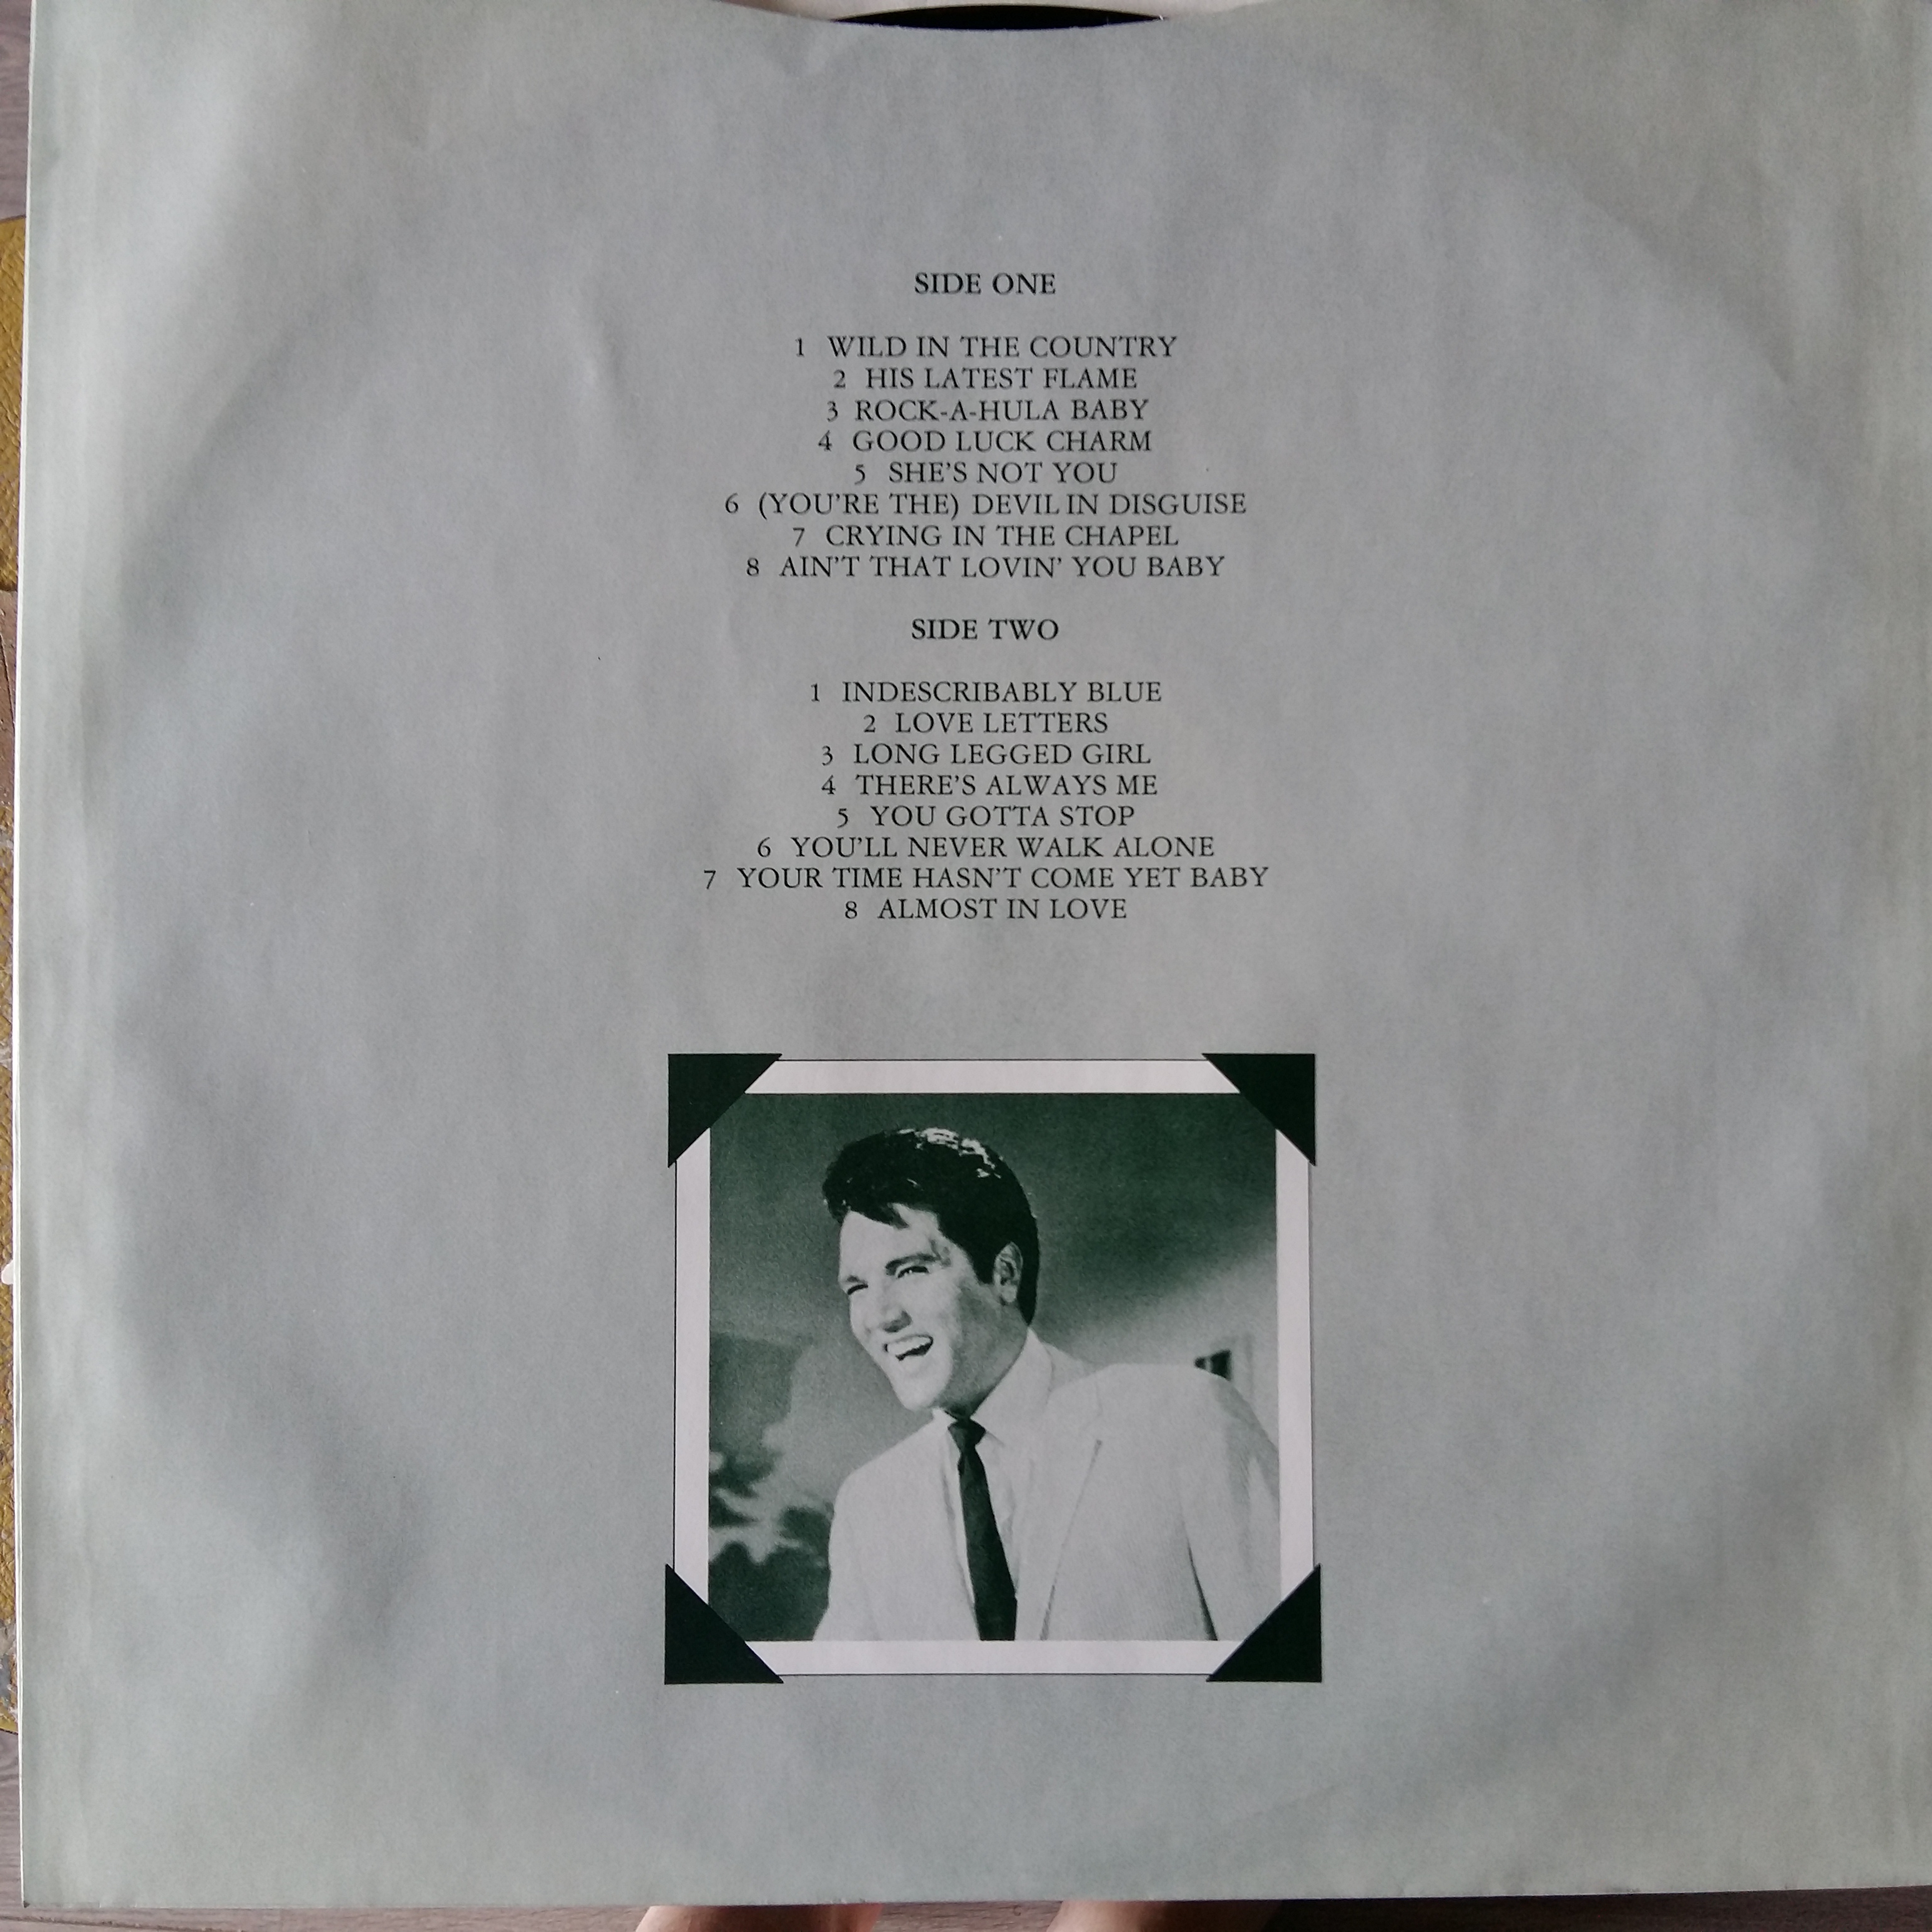 SIDE ONE
1 WILD IN THE COUNTRY
2 HIS LATEST FLAME
3 ROCK-A-HULA BABY
4 GOOD LUCK CHARM
5 SHE'S NOT YOU
6 (YOU'RE THE) DEVIL IN DISGUISE
7 CRYING IN THE CHAPEL
8 AIN'T THAT LOVIN' YOU BABY
SIDE TWO
1 INDESCRIBABLY BLUE
2 LOVE LETTERS
3 LONG LEGGED GIRL
4 THERE'S ALWAYS ME
5 YOU GOTTA STOP
6 YOU'LL NEVER WALK ALONE
7 YOUR TIME HASN'T COME YET BABY
8 ALMOST IN LOVE